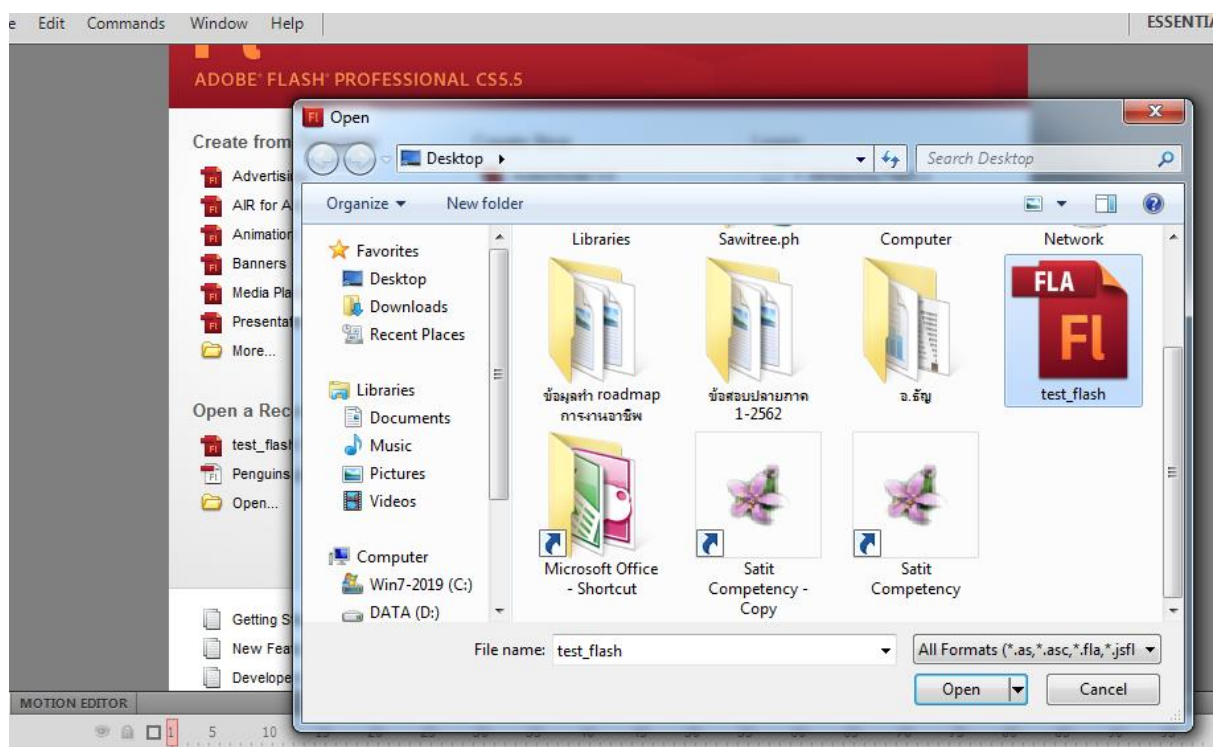 Edit Commands Window Help
ADOBE® FLASH® PROFESSIONAL CS5.5
Open
Create from
Desktop
Search Desktop
Advertisi
AIR for A
Organize
New folder
Animation
Banners
Media Pla
Presentat
More...
Favorites
Desktop
Downloads
Recent Places
Libraries
Documents
Music
Pictures
Videos
Computer
Win7-2019 (C:)
DATA (D:)
Libraries
Sawitree.ph
Computer
Network
FLA
Fl
ข้อมูลทำ roadmap
การงานอาชีพ
ข้อสอบปลายภาค
1-2562
อ.ธัญ
test_flash
Microsoft Office
- Shortcut
Satit
Competency -
Copy
Satit
Competency
Open a Rec
test_flash
Penguins
Open...
Getting S
New Fea
Develope
File name: test_flash
All Formats (*.as,*.asc,*.fla,*.jsfl
Open
Cancel
MOTION EDITOR
1 5 10